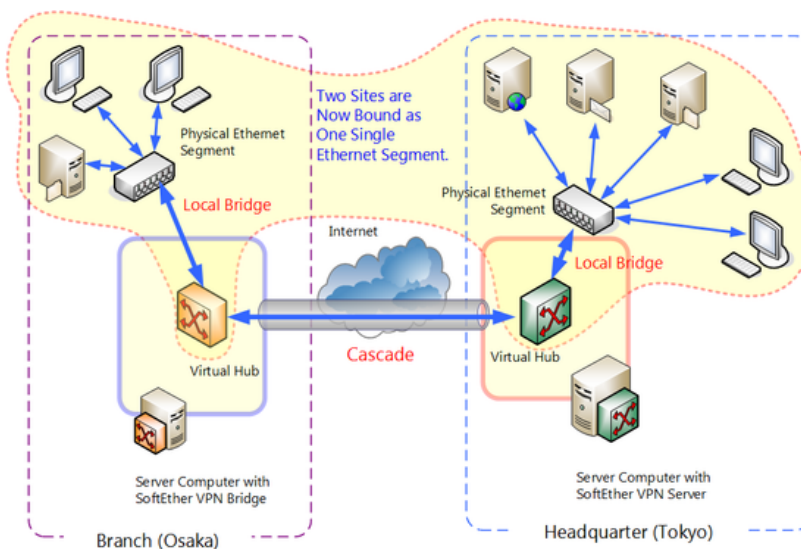 Two Sites are
Now Bound as
One Single
Ethernet Segment.
Physical Ethernet
Segment
Local Bridge
Virtual Hub
Server Computer with
SoftEther VPN Bridge
Branch (Osaka)
Internet
Cascade
Physical Ethernet
Segment
Local Bridge
Virtual Hub
Server Computer with
SoftEther VPN Server
Headquarter (Tokyo)